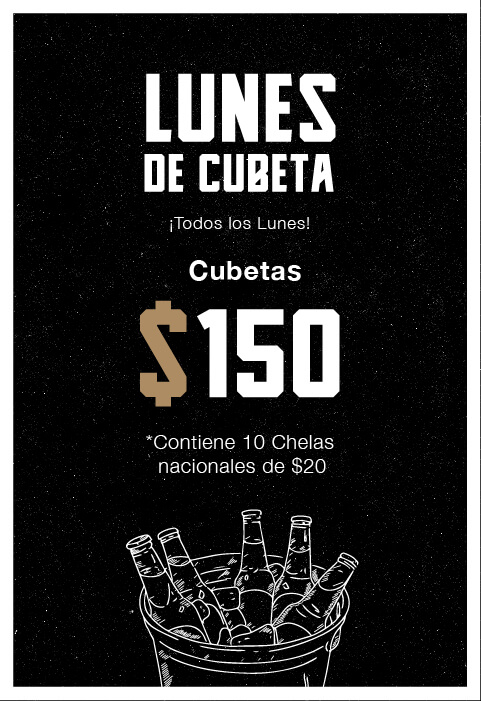 LUNES
DE CUBETA
¡Todos los Lunes!
Cubetas
$150
*Contiene 10 Chelas
nacionales de $20